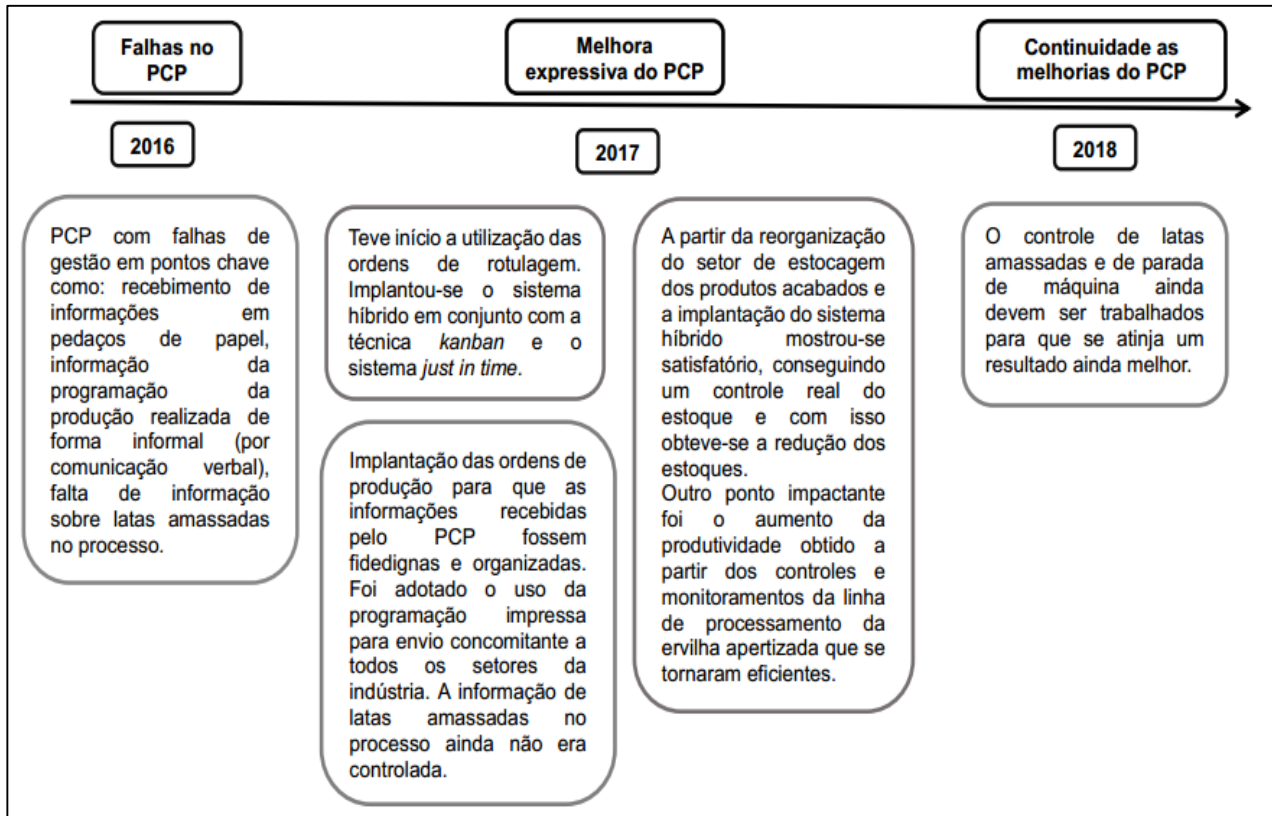 Falhas no
PCP
Melhora
expressiva do PCP
Continuidade as
melhorias do PCP
2016
2017
2018
PCP com falhas de
gestão em pontos chave
como: recebimento de
informações em
pedaços de papel,
informação da
programação da
produção realizada de
forma informal (por
comunicação verbal),
falta de informação
sobre latas amassadas
no processo.
Teve início a utilização das
ordens de rotulagem.
Implantou-se o sistema
híbrido em conjunto com a
técnica kanban e o
sistema just in time.
Implantação das ordens de
produção para que as
informações recebidas
pelo PCP fossem
fidedignas e organizadas.
Foi adotado o uso da
programação impressa
para envio concomitante a
todos os setores da
indústria. A informação de
latas amassadas no
processo ainda não era
controlada.
A partir da reorganização
do setor de estocagem
dos produtos acabados e
a implantação do sistema
híbrido mostrou-se
satisfatório, conseguindo
um controle real do
estoque e com isso
obteve-se a redução dos
estoques.
Outro ponto impactante
foi o aumento da
produtividade obtido a
partir dos controles e
monitoramentos da linha
de processamento da
ervilha apertizada que se
tornaram eficientes.
O controle de latas
amassadas e de parada
de máquina ainda
devem ser trabalhados
para que se atinja um
resultado ainda melhor.